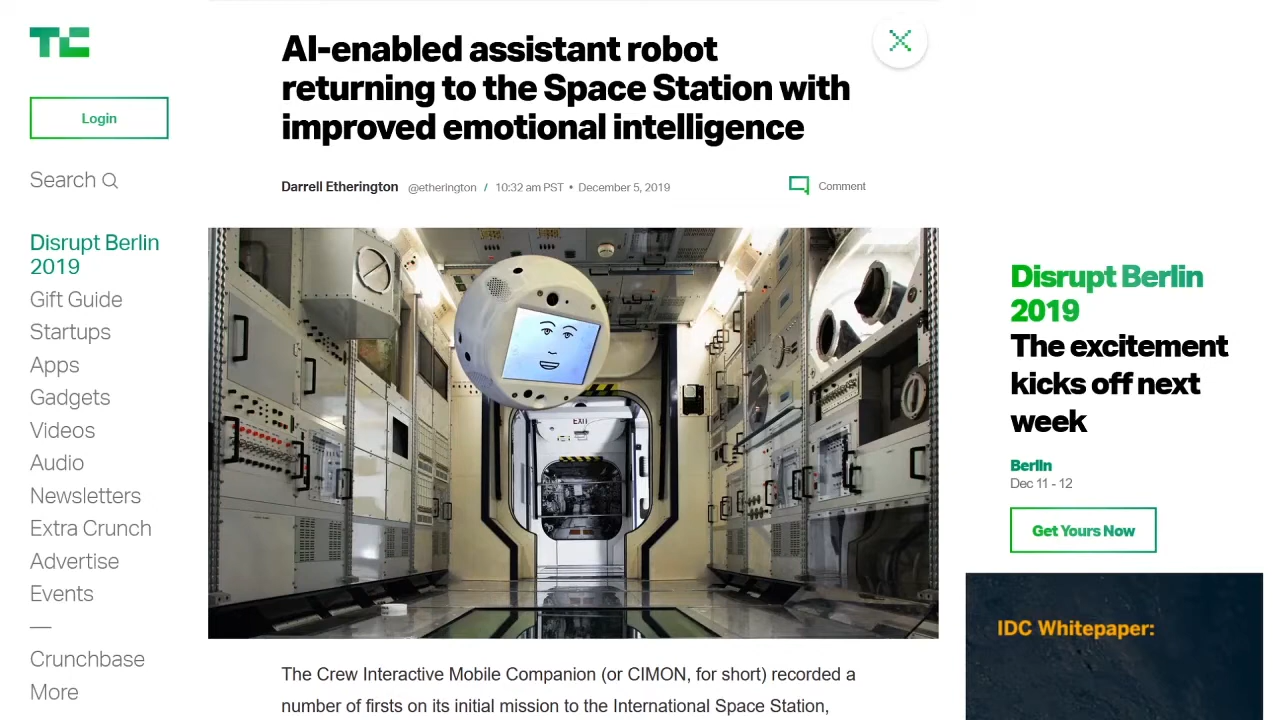 TC
Login
Search
Disrupt Berlin
2019
Gift Guide
Startups
Apps
Gadgets
Videos
Audio
Newsletters
Extra Crunch
Advertise
Events
—
Crunchbase
More
AI-enabled assistant robot
returning to the Space Station with
improved emotional intelligence
Darrell Etherington @etherington / 10:32 am PST • December 5, 2019
Comment
EXIT
The Crew Interactive Mobile Companion (or CIMON, for short) recorded a
number of firsts on its initial mission to the International Space Station,
Disrupt Berlin
2019
The excitement
kicks off next
week
Berlin
Dec 11 - 12
Get Yours Now
IDC Whitepaper: